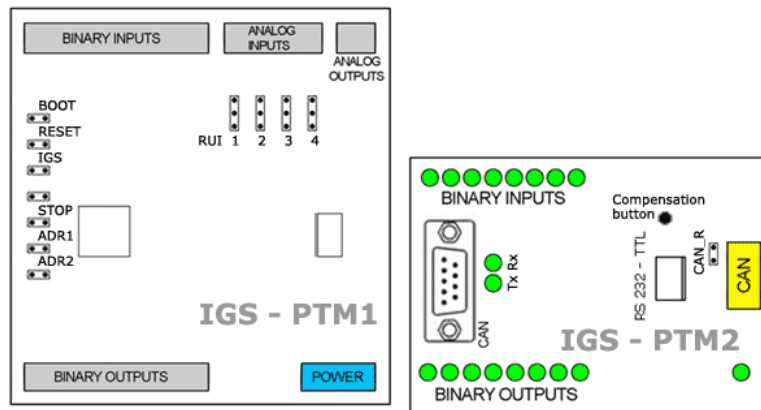 BINARY INPUTS
ANALOG
INPUTS
ANALOG
OUTPUTS
BOOT
RESET
IGS
STOP
ADR1
ADR2
RUI 1 2 3 4
IGS - PTM1
BINARY OUTPUTS
POWER
BINARY INPUTS
Compensation
button
Tx Rx
CAN
RS 232 - TTL
CAN_R
CAN
IGS - PTM2
BINARY OUTPUTS